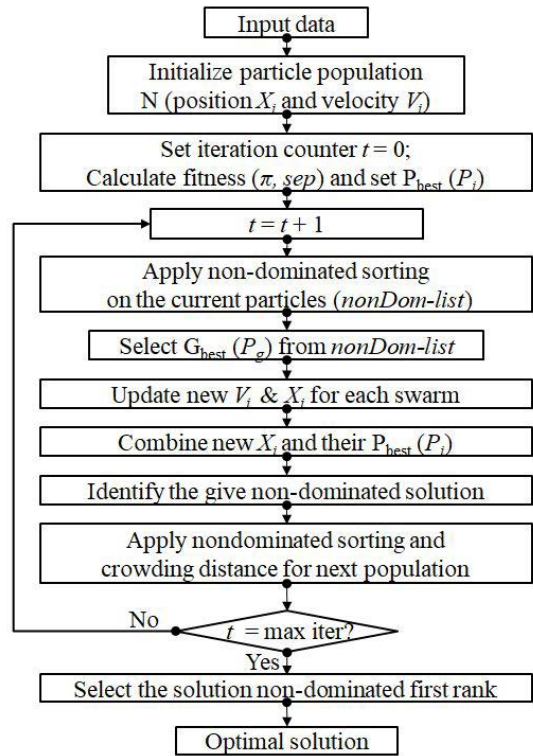 Input data
Initialize particle population
N (position Xi and velocity Vi)
Set iteration counter t = 0;
Calculate fitness (π, sep) and set Pbest (Pi)
t = t + 1
Apply non-dominated sorting
on the current particles (nonDom-list)
Select Gbest (Pg) from nonDom-list
Update new Vi & Xi for each swarm
Combine new Xi and their Pbest (Pi)
Identify the give non-dominated solution
Apply nondominated sorting and
crowding distance for next population
No
t = max iter?
Yes
Select the solution non-dominated first rank
Optimal solution